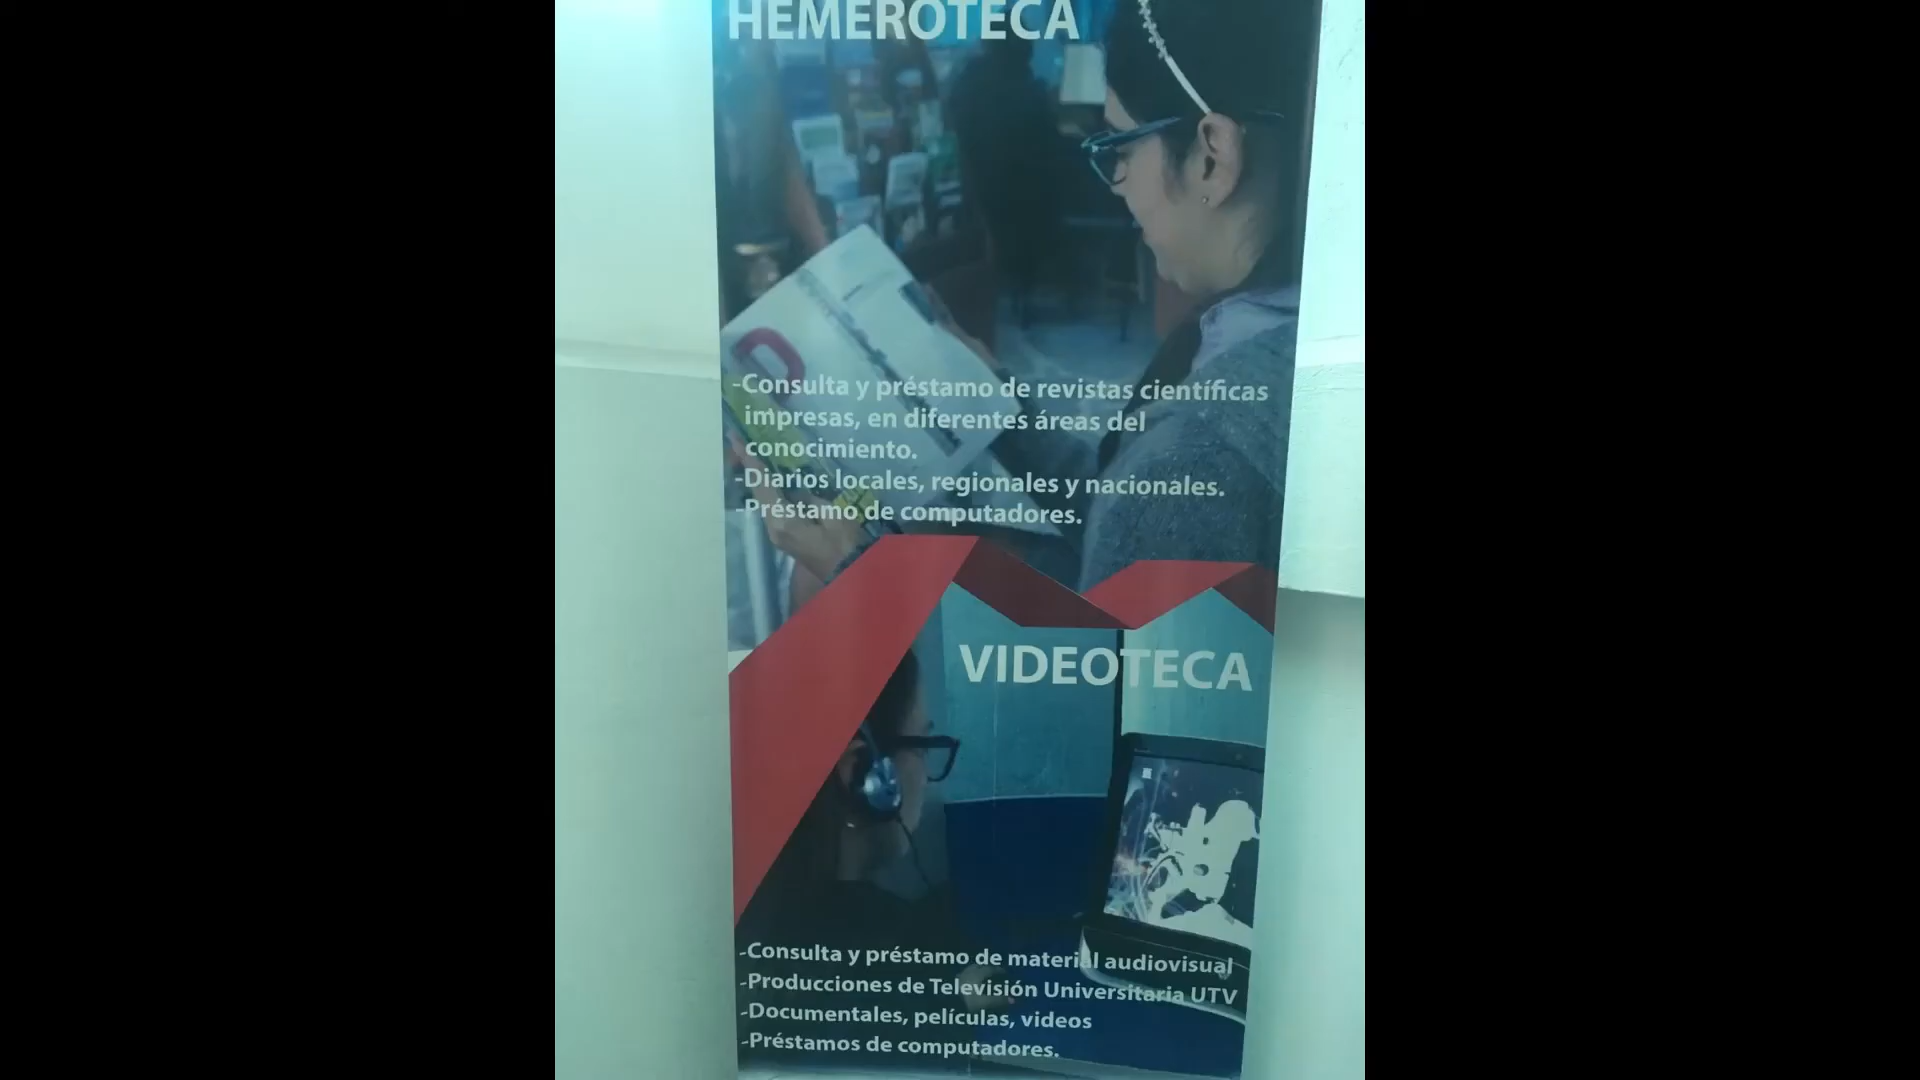 HEMEROTECA
-Consulta y préstamo de revistas científicas
impresas, en diferentes áreas del
conocimiento.
-Diarios locales, regionales y nacionales.
-Préstamo de computadores.
VIDEOTECA
-Consulta y préstamo de material audiovisual
-Producciones de Televisión Universitaria UTV
-Documentales, películas, videos
-Préstamos de computadores.